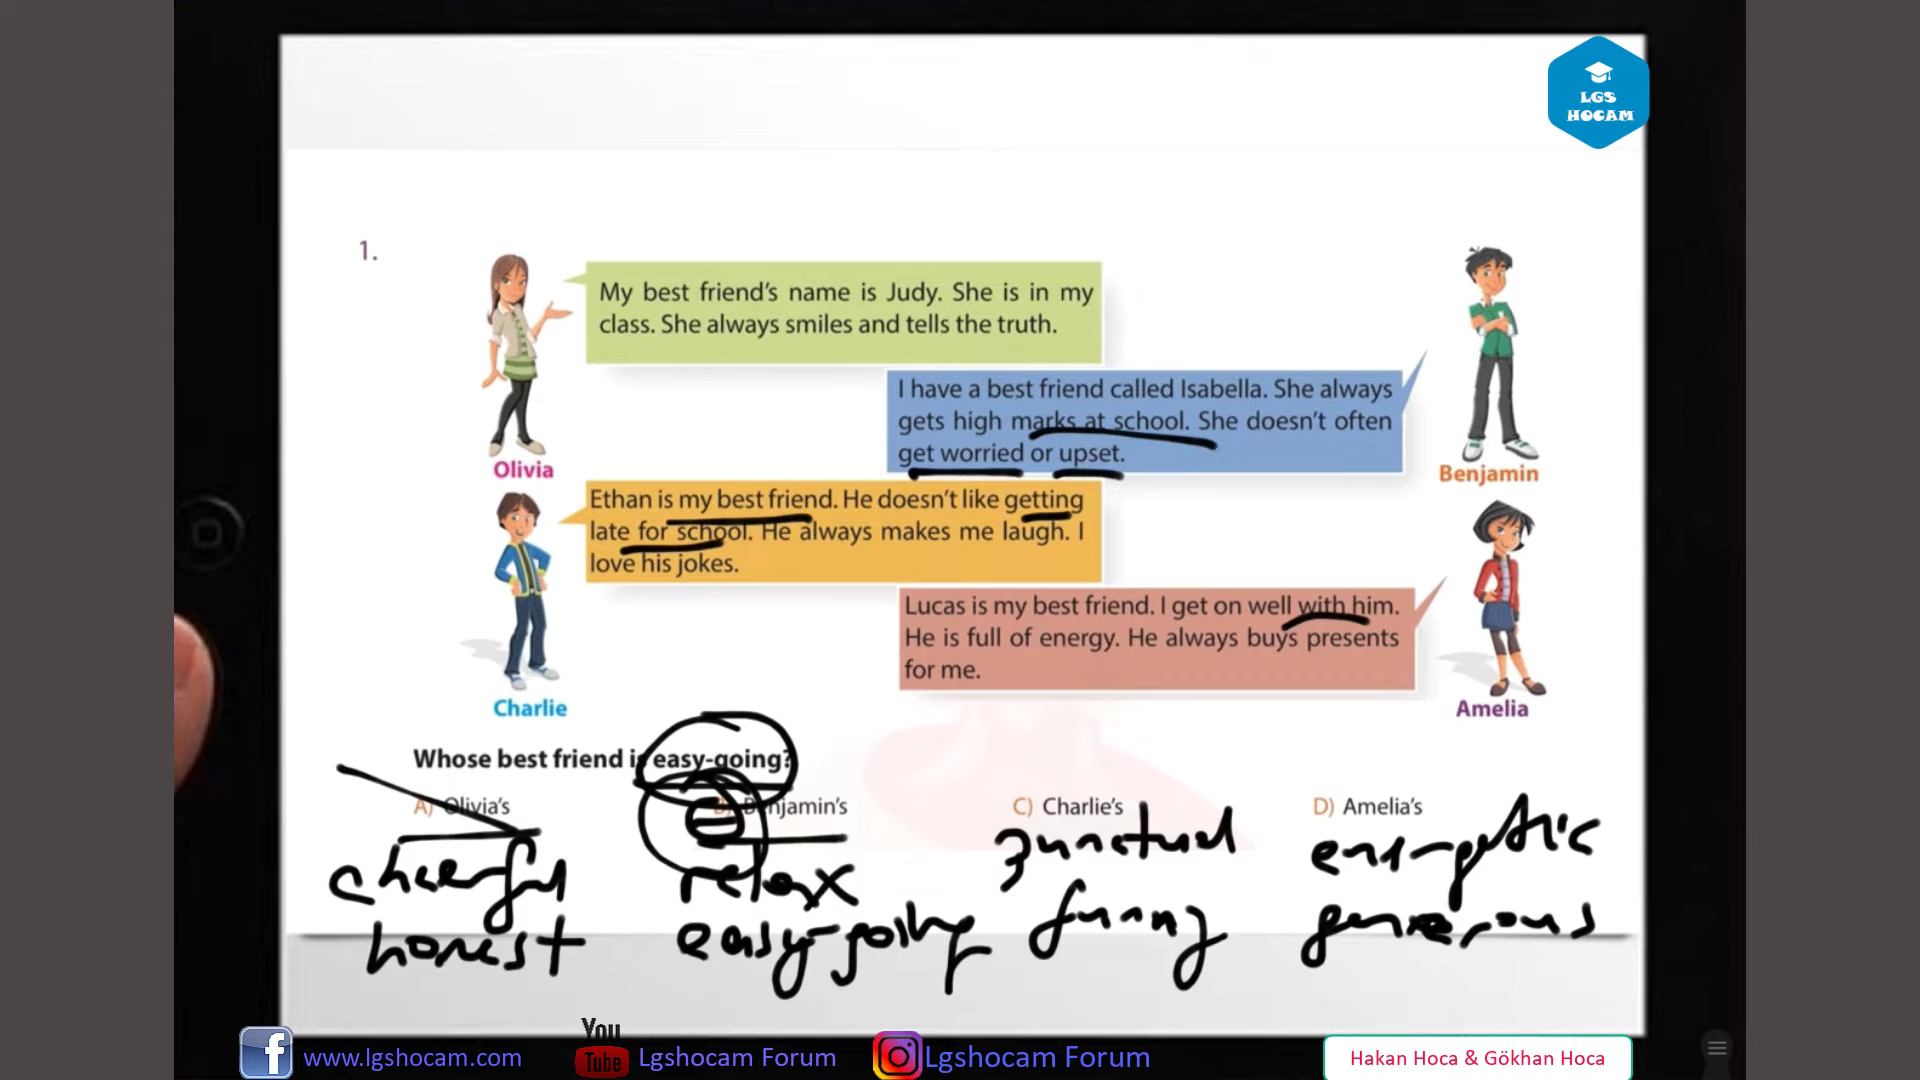 LGS
HOCAM
1.
My best friend's name is Judy. She is in my
class. She always smiles and tells the truth.
Olivia
I have a best friend called Isabella. She always
gets high marks at school. She doesn't often
get worried or upset.
Benjamin
Ethan is my best friend. He doesn't like getting
late for school. He always makes me laugh. I
love his jokes.
Charlie
Lucas is my best friend. I get on well with him.
He is full of energy. He always buys presents
for me.
Amelia
Whose best friend is easy-going?
A) Olivia's
B) Benjamin's
C) Charlie's
D) Amelia's
cheerful
honest
relax
easy-going
punctual
funny
energetic
generous
www.lgshocam.com
You
Tube
Lgshocam Forum
Lgshocam Forum
Hakan Hoca & Gökhan Hoca